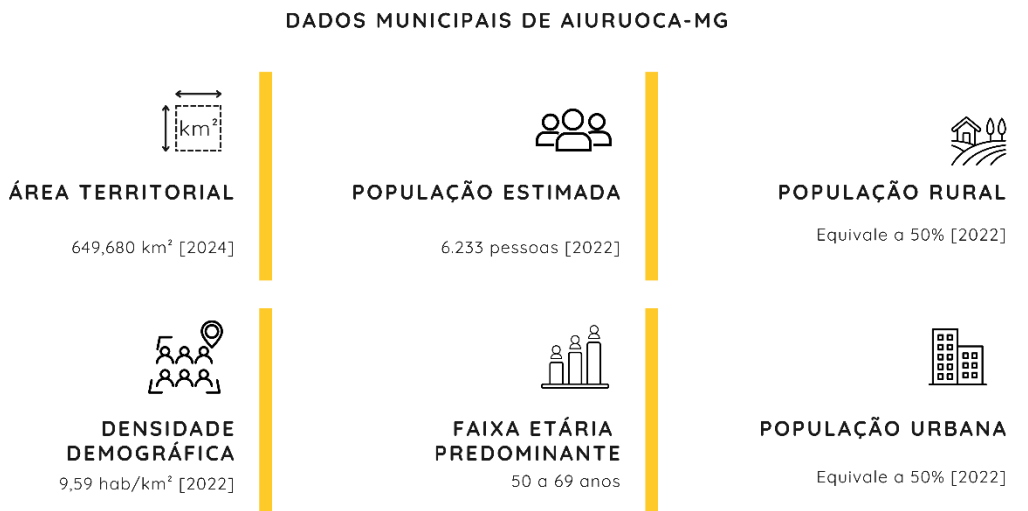 DADOS MUNICIPAIS DE AIURUOCA-MG
km²
ÁREA TERRITORIAL
649,680 km² [2024]
POPULAÇÃO ESTIMADA
6.233 pessoas [2022]
POPULAÇÃO RURAL
Equivale a 50% [2022]
DENSIDADE
DEMOGRÁFICA
9,59 hab/km² [2022]
FAIXA ETÁRIA
PREDOMINANTE
50 a 69 anos
POPULAÇÃO URBANA
Equivale a 50% [2022]